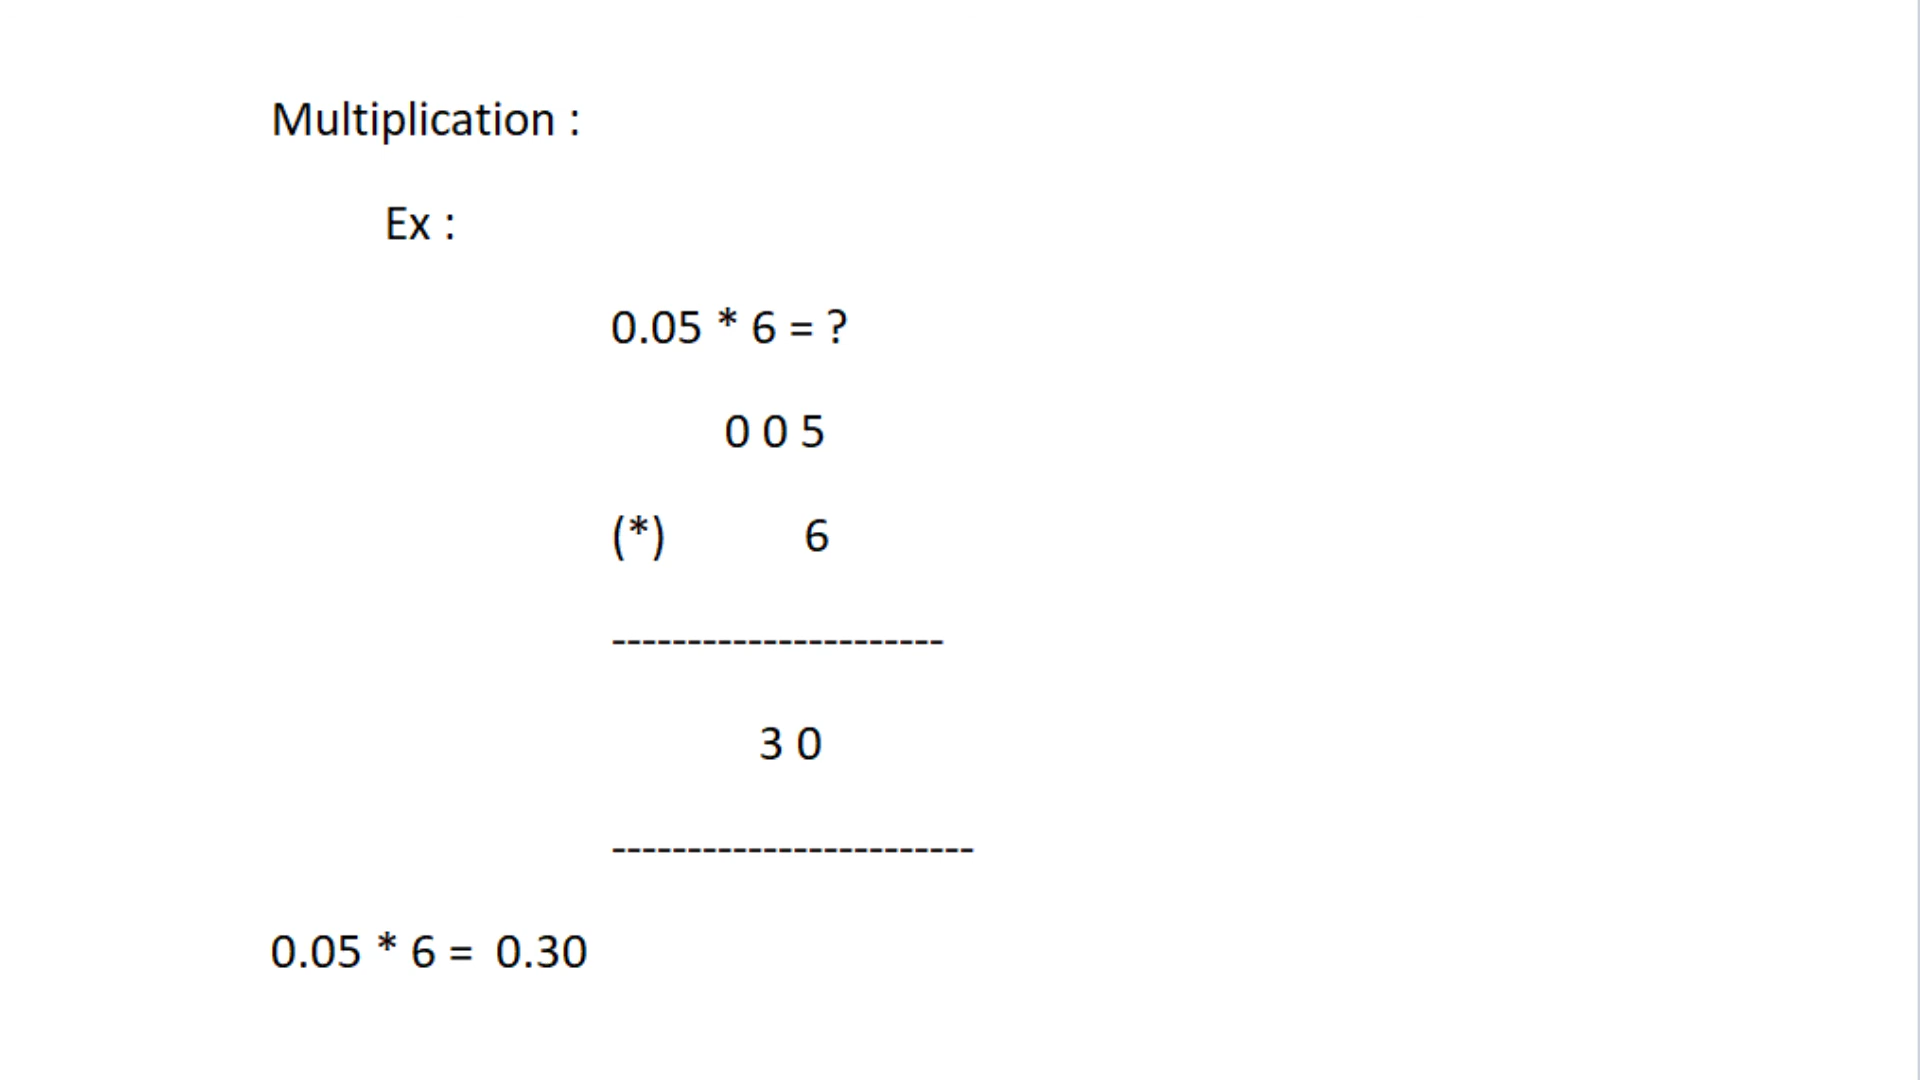 Multiplication :
Ex :
0.05 * 6 = ?
0 0 5
(*) 6
----------------------
3 0
------------------------
0.05 * 6 = 0.30